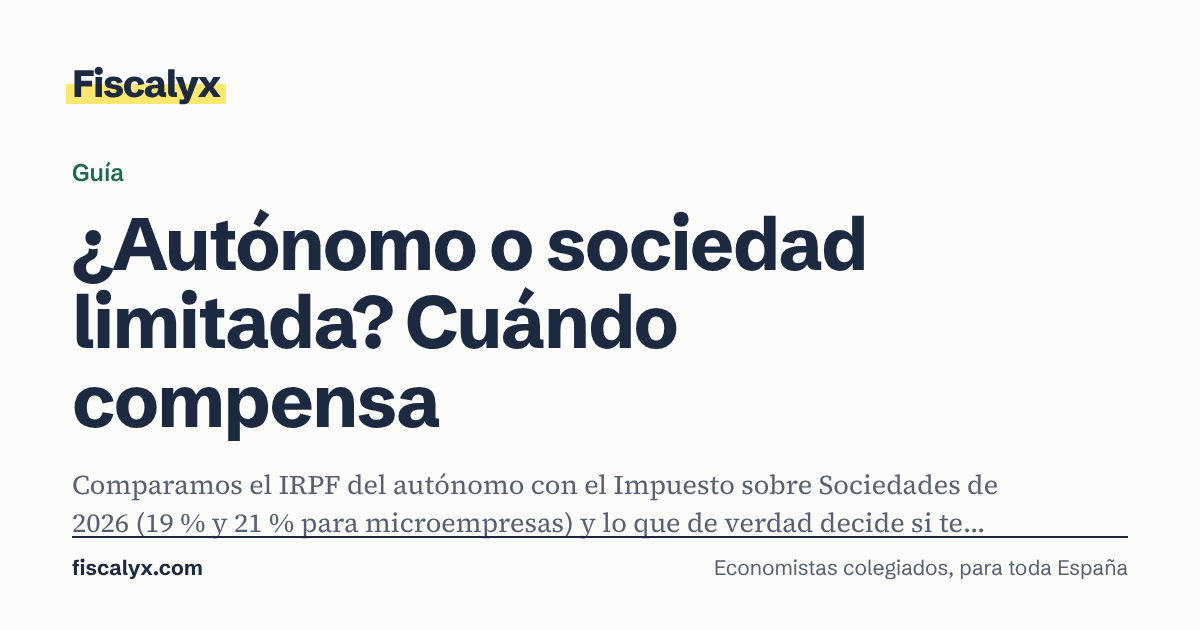 Fiscalyx
Guía
¿Autónomo o sociedad
limitada? Cuándo
compensa
Comparamos el IRPF del autónomo con el Impuesto sobre Sociedades de
2026 (19 % y 21 % para microempresas) y lo que de verdad decide si te...
fiscalyx.com
Economistas colegiados, para toda España